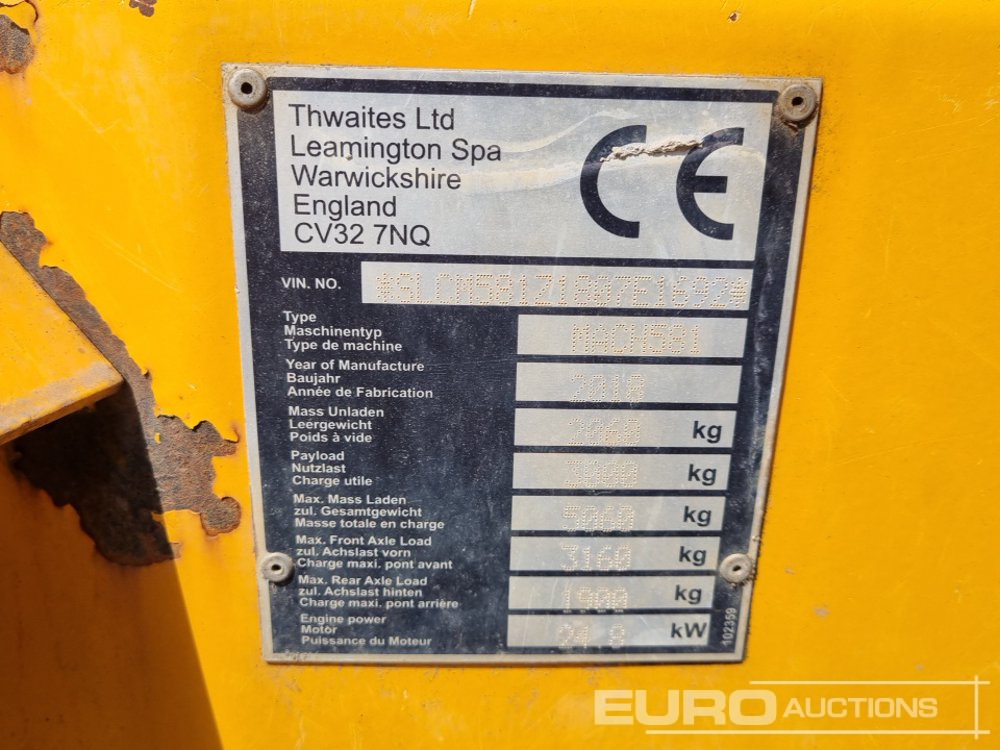 Thwaites Ltd
Leamington Spa
Warwickshire
England
CV32 7NQ
CE
VIN. NO. *SLCM581Z1807E1692*
Type
Maschinentyp
Type de machine
MACH581
Year of Manufacture
Baujahr
Année de Fabrication
2018
Mass Unladen
Leergewicht
Poids à vide
2060 kg
Payload
Nutzlast
Charge utile
3000 kg
Max. Mass Laden
zul. Gesamtgewicht
Masse totale en charge
5060 kg
Max. Front Axle Load
zul. Achslast vorn
Charge maxi. pont avant
3160 kg
Max. Rear Axle Load
zul. Achslast hinten
Charge maxi. pont arrière
1900 kg
Engine power
Motor
Puissance du Moteur
kW
102359
EURO AUCTIONS